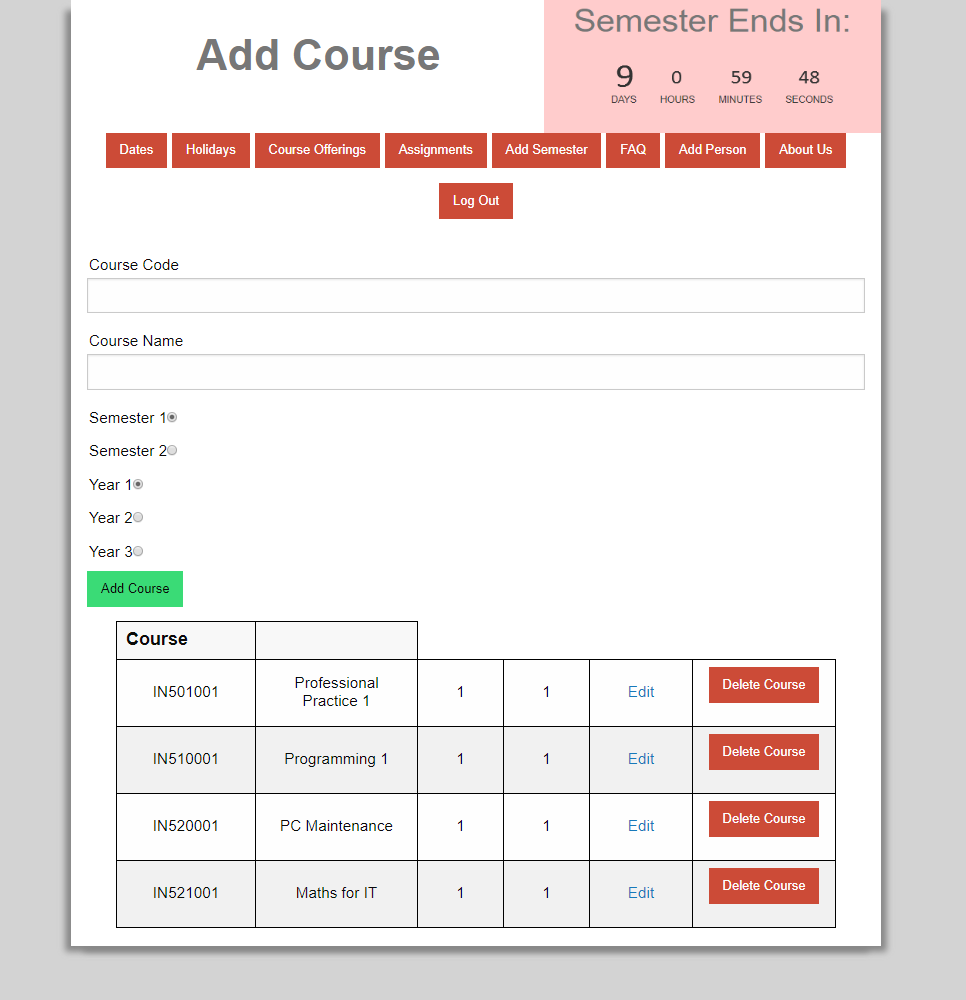 Add Course
Semester Ends In:
9 0 59 48
DAYS HOURS MINUTES SECONDS
Dates Holidays Course Offerings Assignments Add Semester FAQ Add Person About Us
Log Out
Course Code
Course Name
Semester 1
Semester 2
Year 1
Year 2
Year 3
Add Course
Course
IN501001 Professional Practice 1 1 1 Edit Delete Course
IN510001 Programming 1 1 1 Edit Delete Course
IN520001 PC Maintenance 1 1 Edit Delete Course
IN521001 Maths for IT 1 1 Edit Delete Course